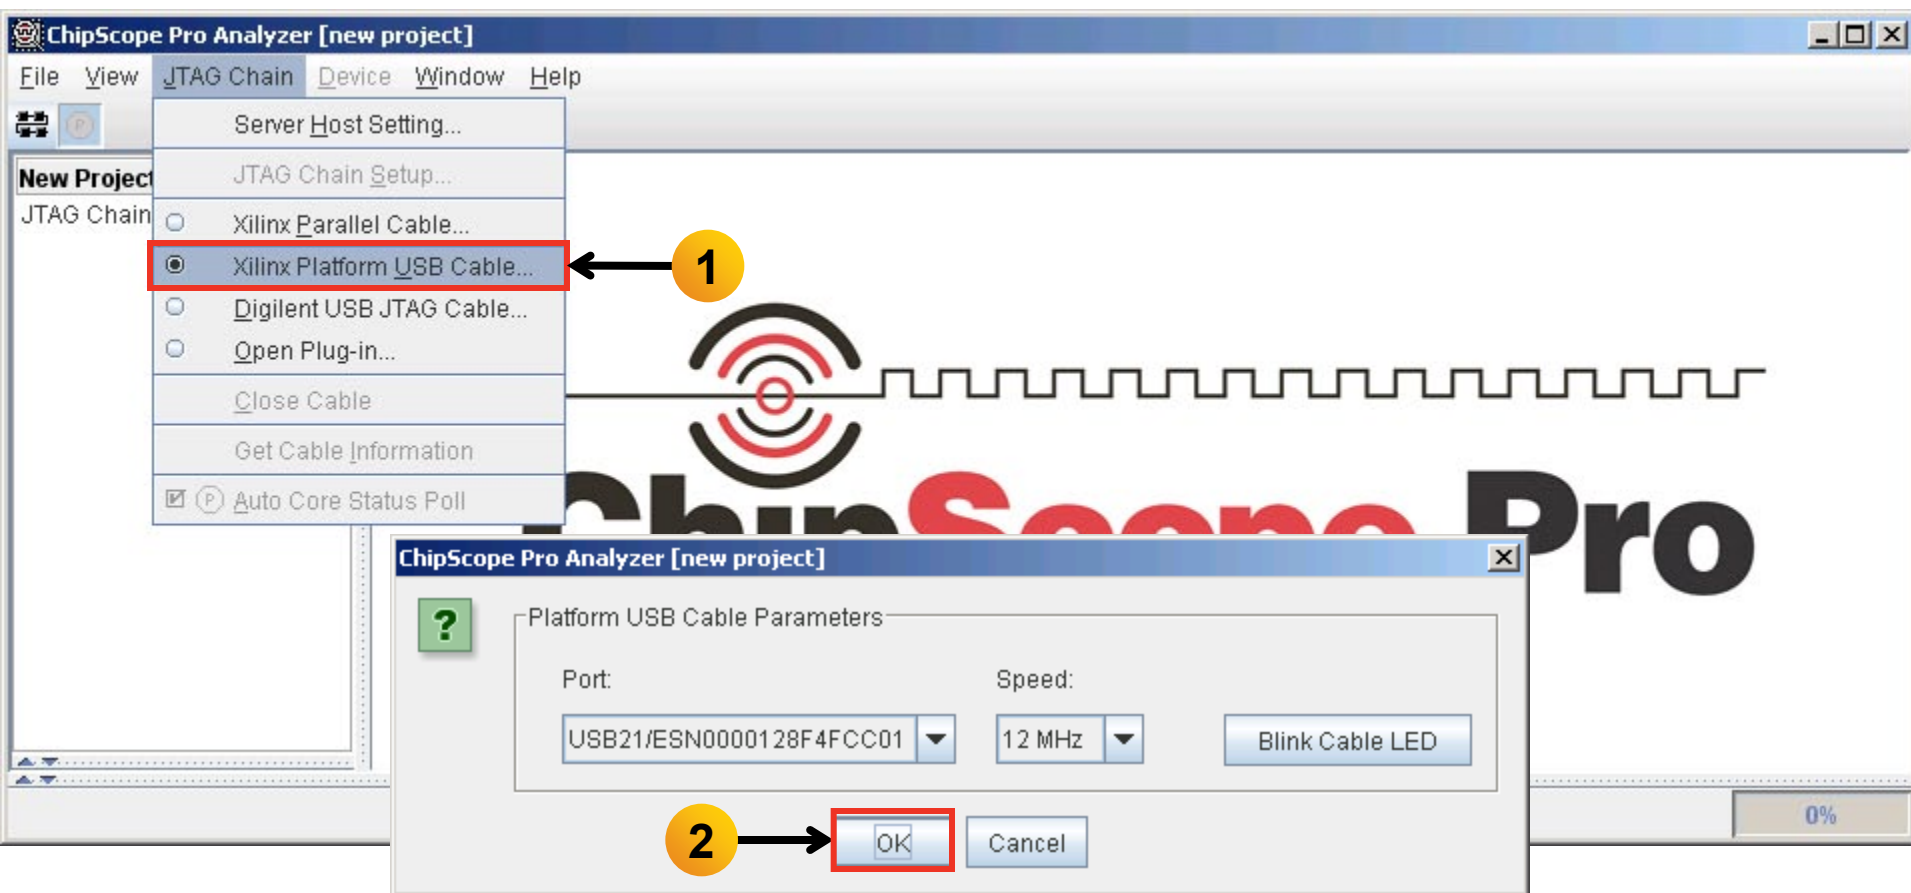 ChipScope Pro Analyzer [new project]
File View JTAG Chain Device Window Help
Server Host Setting...
New Project
JTAG Chain
JTAG Chain Setup...
Xilinx Parallel Cable...
Xilinx Platform USB Cable...
1
Digilent USB JTAG Cable...
Open Plug-in...
Close Cable
Get Cable Information
P Auto Core Status Poll
ChipScope Pro
ChipScope Pro Analyzer [new project]
?
Platform USB Cable Parameters
Port: Speed:
USB21/ESN0000128F4FCC01 12 MHz Blink Cable LED
0%
2
OK Cancel